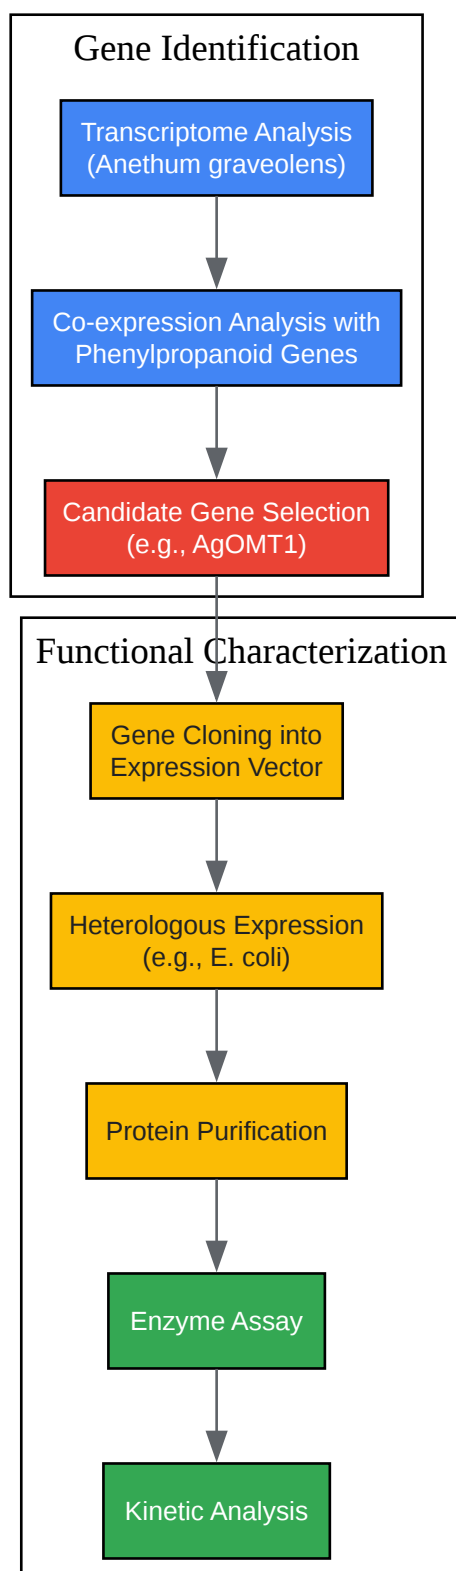 Gene Identification
Transcriptome Analysis
(Anethum graveolens)
Co-expression Analysis with
Phenylpropanoid Genes
Candidate Gene Selection
(e.g., AgOMT1)
Functional Characterization
Gene Cloning into
Expression Vector
Heterologous Expression
(e.g., E. coli)
Protein Purification
Enzyme Assay
Kinetic Analysis